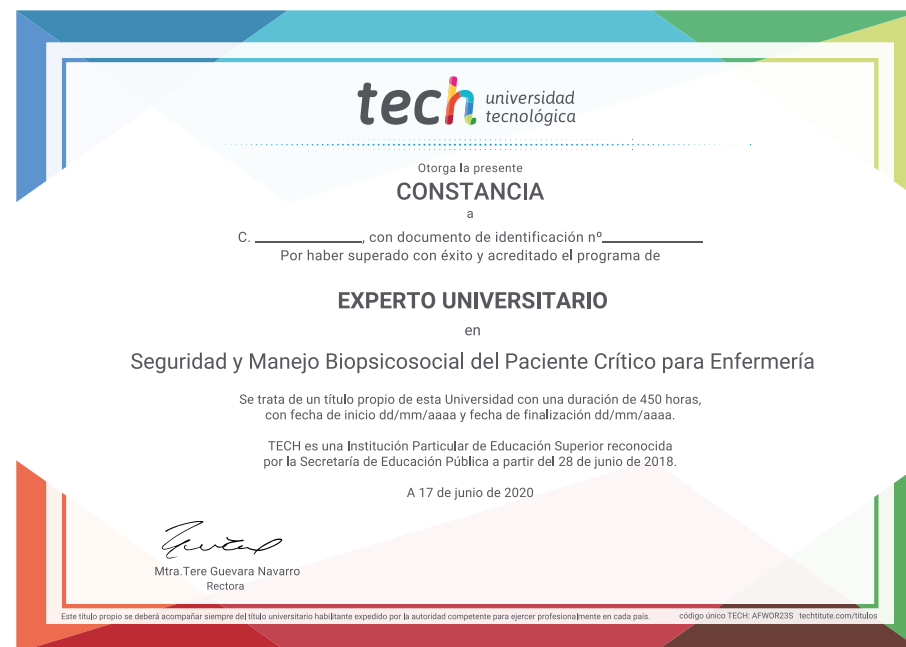 tech universidad
tecnológica
Otorga la presente
CONSTANCIA
a
C. ____________, con documento de identificación nº____________
Por haber superado con éxito y acreditado el programa de
EXPERTO UNIVERSITARIO
en
Seguridad y Manejo Biopsicosocial del Paciente Crítico para Enfermería
Se trata de un título propio de esta Universidad con una duración de 450 horas,
con fecha de inicio dd/mm/aaaa y fecha de finalización dd/mm/aaaa.
TECH es una Institución Particular de Educación Superior reconocida
por la Secretaría de Educación Pública a partir del 28 de junio de 2018.
A 17 de junio de 2020
Mtra.Tere Guevara Navarro
Rectora
Este título propio se deberá acompañar siempre del título universitario habilitante expedido por la autoridad competente para ejercer profesionalmente en cada país. código único TECH: AFWOR23S techtitute.com/titulos